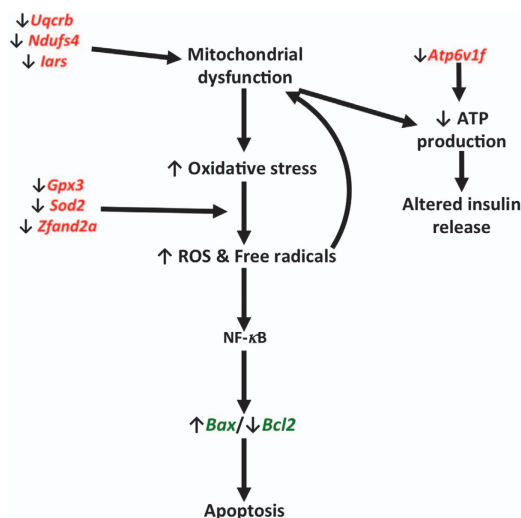 ↓Uqcrb
↓ Ndufs4
↓ Iars
Mitochondrial
dysfunction
↓Atp6v1f
↓ ATP
production
↑ Oxidative stress
↓Gpx3
↓ Sod2
↓ Zfand2a
Altered insulin
release
↑ ROS & Free radicals
NF-κB
↑Bax/↓Bcl2
Apoptosis